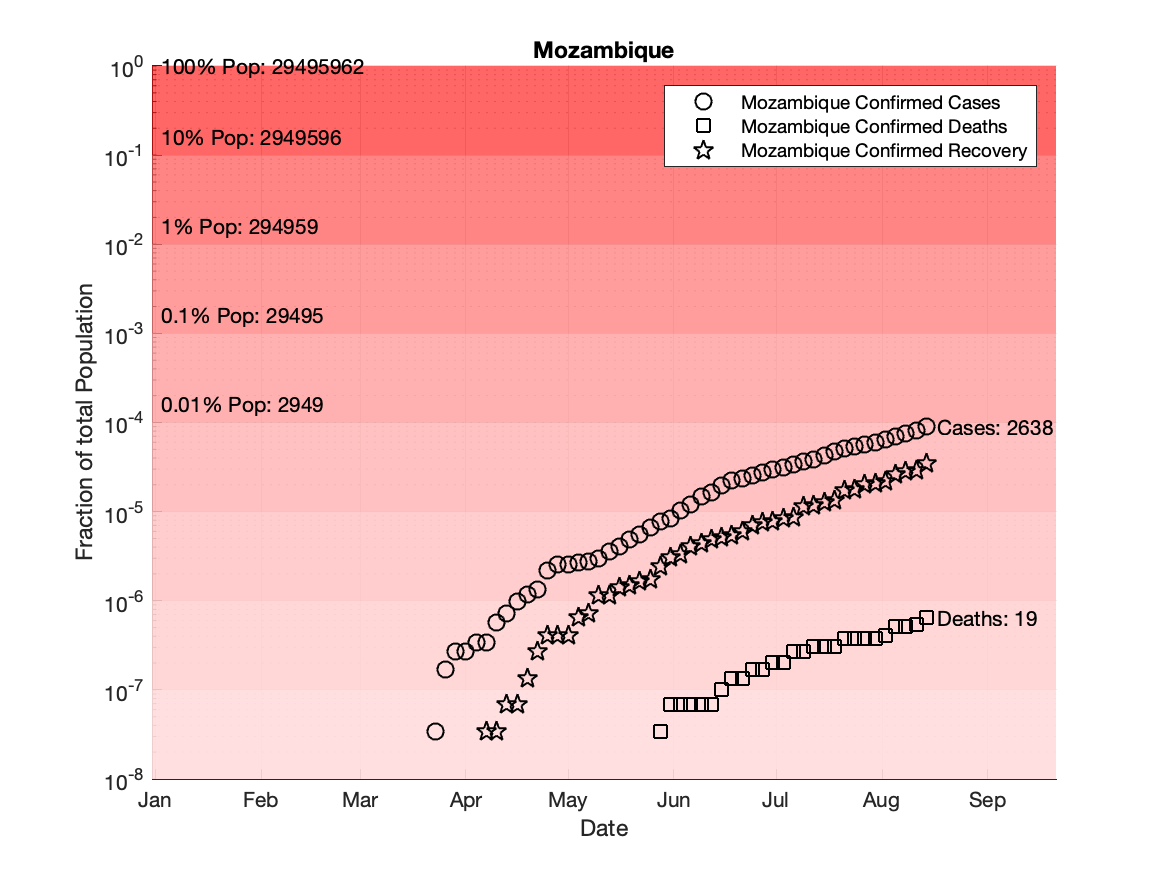 Mozambique
10^0
100% Pop: 29495962
Mozambique Confirmed Cases
Mozambique Confirmed Deaths
Mozambique Confirmed Recovery
10% Pop: 2949596
10^-1
1% Pop: 294959
10^-2
0.1% Pop: 29495
10^-3
0.01% Pop: 2949
10^-4
Cases: 2638
10^-5
10^-6
Deaths: 19
10^-7
10^-8
Fraction of total Population
Jan Feb Mar Apr May Jun Jul Aug Sep
Date